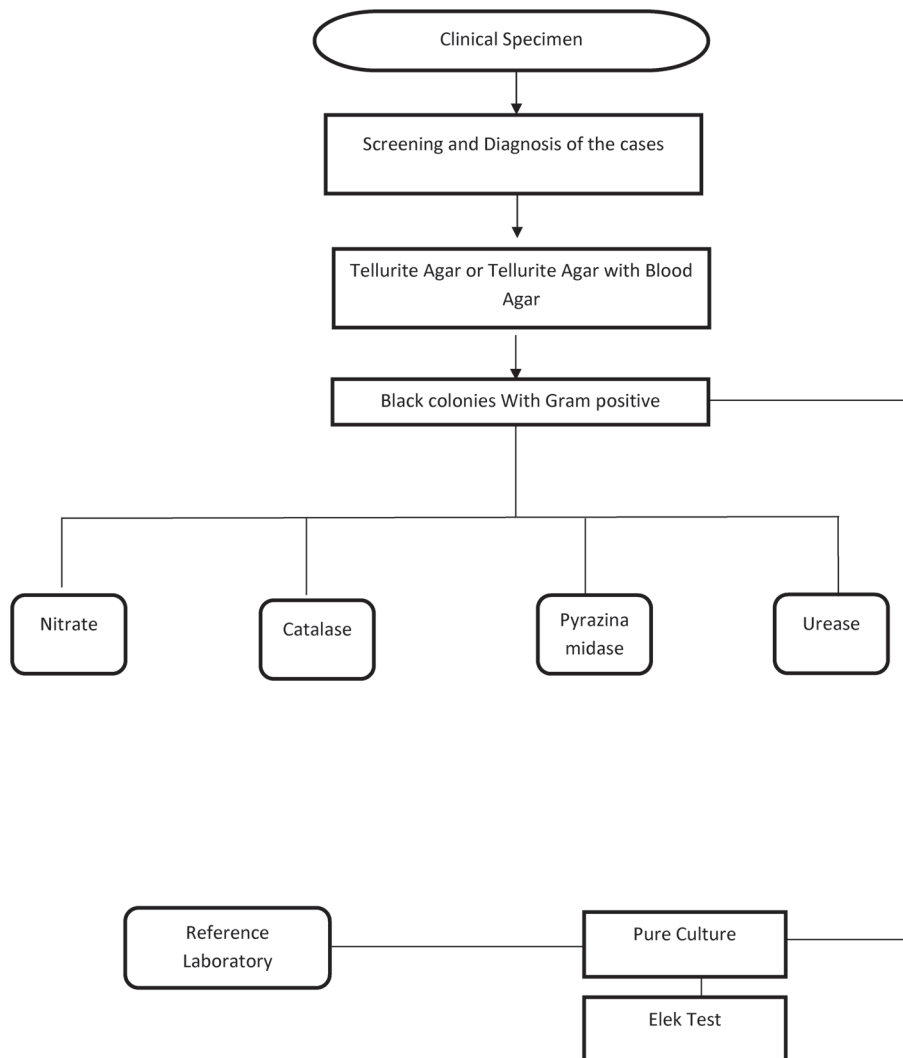 Clinical Specimen
Screening and Diagnosis of the cases
Tellurite Agar or Tellurite Agar with Blood
Agar
Black colonies With Gram positive
Nitrate
Catalase
Pyrazina
midase
Urease
Reference
Laboratory
Pure Culture
Elek Test